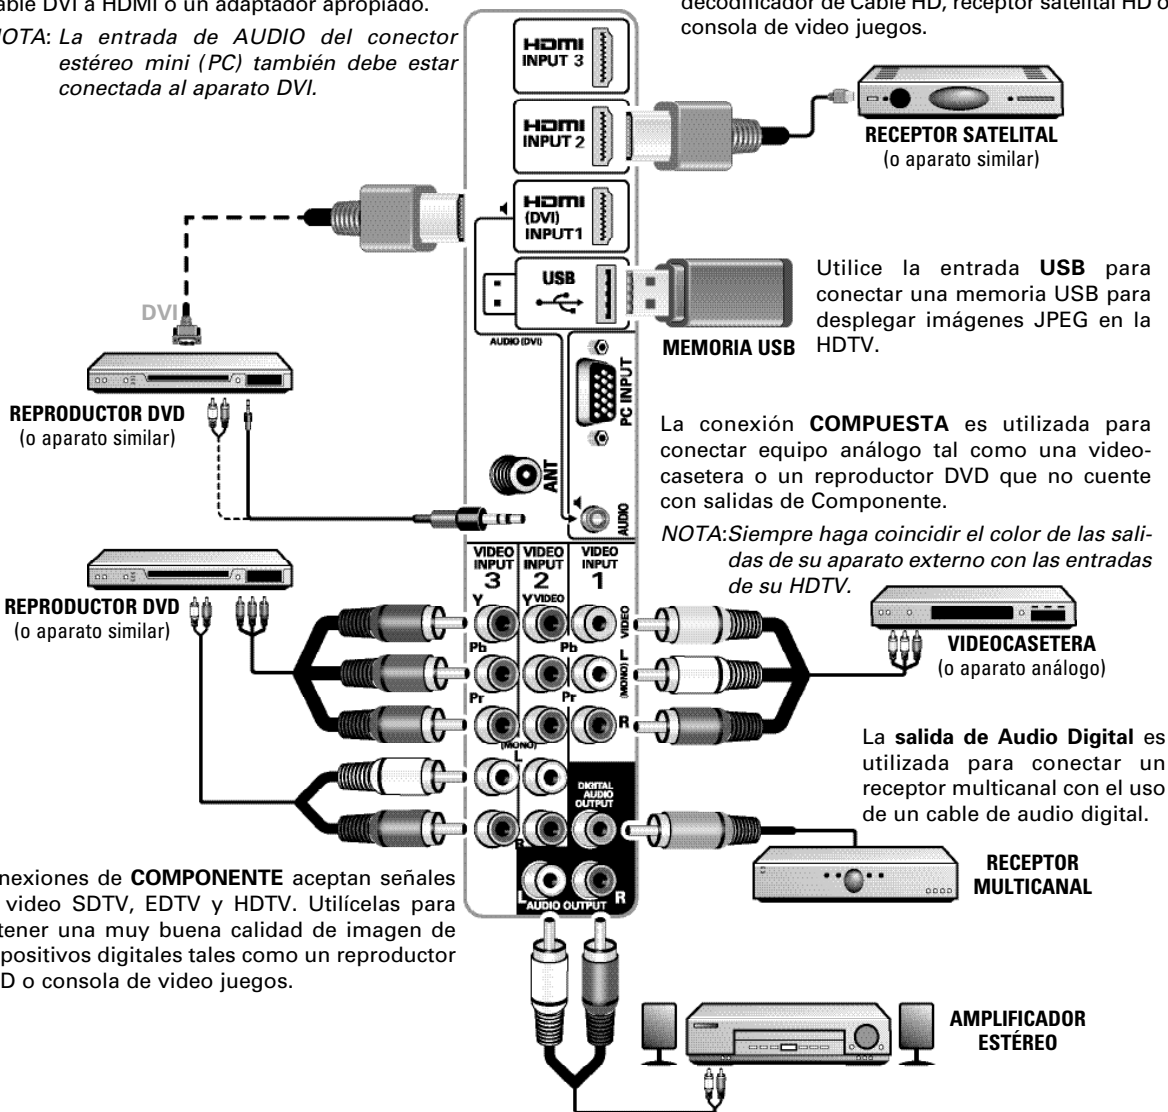 able DVI a HDMI o un adaptador apropiado.
OTA: La entrada de AUDIO del conector
estéreo mini (PC) también debe estar
conectada al aparato DVI.
decodificador de Cable HD, receptor satelital HD o
consola de video juegos.
HDMI
INPUT 3
HDMI
INPUT 2
RECEPTOR SATELITAL
(o aparato similar)
HDMI
(DVI)
INPUT1
USB
AUDIO (DVI)
MEMORIA USB
Utilice la entrada USB para
conectar una memoria USB para
desplegar imágenes JPEG en la
HDTV.
DVI
REPRODUCTOR DVD
(o aparato similar)
PC INPUT
ANT
AUDIO
La conexión COMPUESTA es utilizada para
conectar equipo análogo tal como una video-
casetera o un reproductor DVD que no cuente
con salidas de Componente.
NOTA:Siempre haga coincidir el color de las sali-
das de su aparato externo con las entradas
de su HDTV.
REPRODUCTOR DVD
(o aparato similar)
VIDEO INPUT 3
VIDEO INPUT 2
VIDEO INPUT 1
Y
Y VIDEO
VIDEO
Pb
Pb
L
(MONO)
Pr
Pr
R
(MONO)
L
R
VIDEOCASETERA
(o aparato análogo)
DIGITAL
AUDIO
OUTPUT
La salida de Audio Digital es
utilizada para conectar un
receptor multicanal con el uso
de un cable de audio digital.
RECEPTOR
MULTICANAL
L
R
AUDIO OUTPUT
nexiones de COMPONENTE aceptan señales
video SDTV, EDTV y HDTV. Utilícelas para
tener una muy buena calidad de imagen de
positivos digitales tales como un reproductor
D o consola de video juegos.
AMPLIFICADOR
ESTÉREO